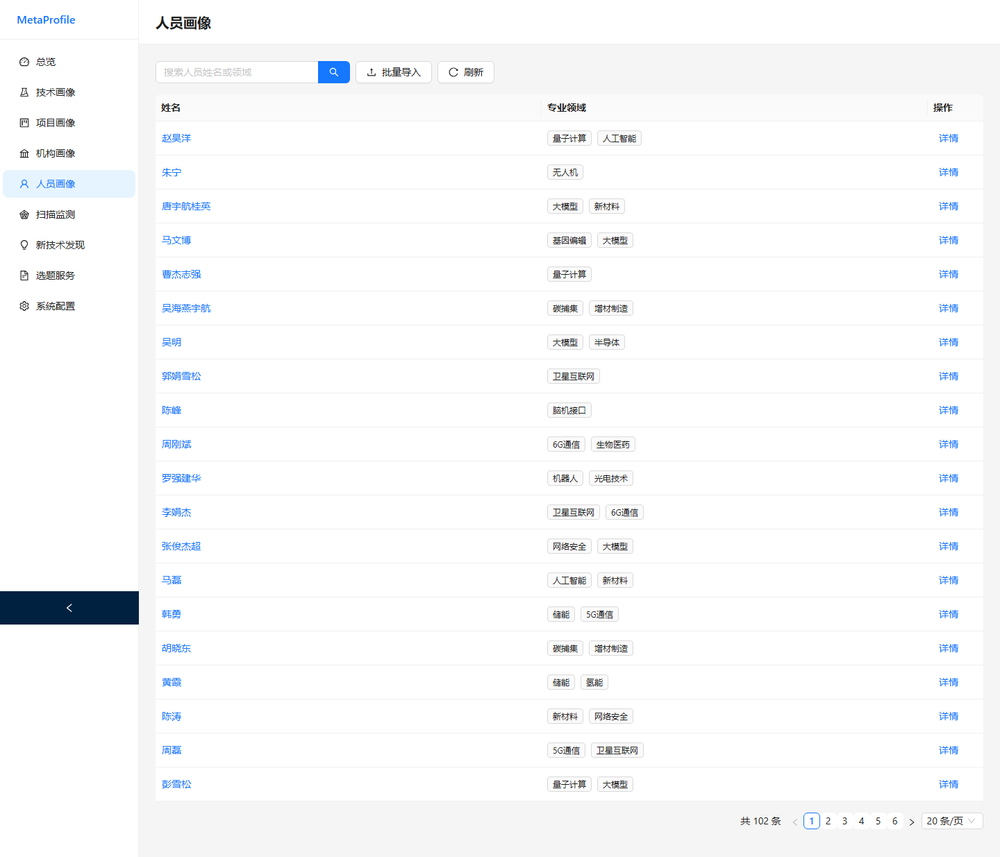 MetaProfile
人员画像
总览
技术画像
项目画像
机构画像
人员画像
扫描监测
新技术发现
选题服务
系统配置
搜索人员姓名或领域
批量导入
刷新
姓名 专业领域 操作
赵昊洋 量子计算 人工智能 详情
朱宁 无人机 详情
唐宇航桂英 大模型 新材料 详情
马文博 基因编辑 大模型 详情
曹杰志强 量子计算 详情
吴海燕宇航 碳捕集 增材制造 详情
吴明 大模型 半导体 详情
郭娟雪松 卫星互联网 详情
陈峰 脑机接口 详情
周刚斌 6G通信 生物医药 详情
罗强建华 机器人 光电技术 详情
李娟杰 卫星互联网 6G通信 详情
张俊杰超 网络安全 大模型 详情
马磊 人工智能 新材料 详情
韩勇 储能 5G通信 详情
胡晓东 碳捕集 增材制造 详情
黄霞 储能 氢能 详情
陈涛 新材料 网络安全 详情
周磊 5G通信 卫星互联网 详情
彭雪松 量子计算 大模型 详情
共 102 条 1 2 3 4 5 6 20 条/页